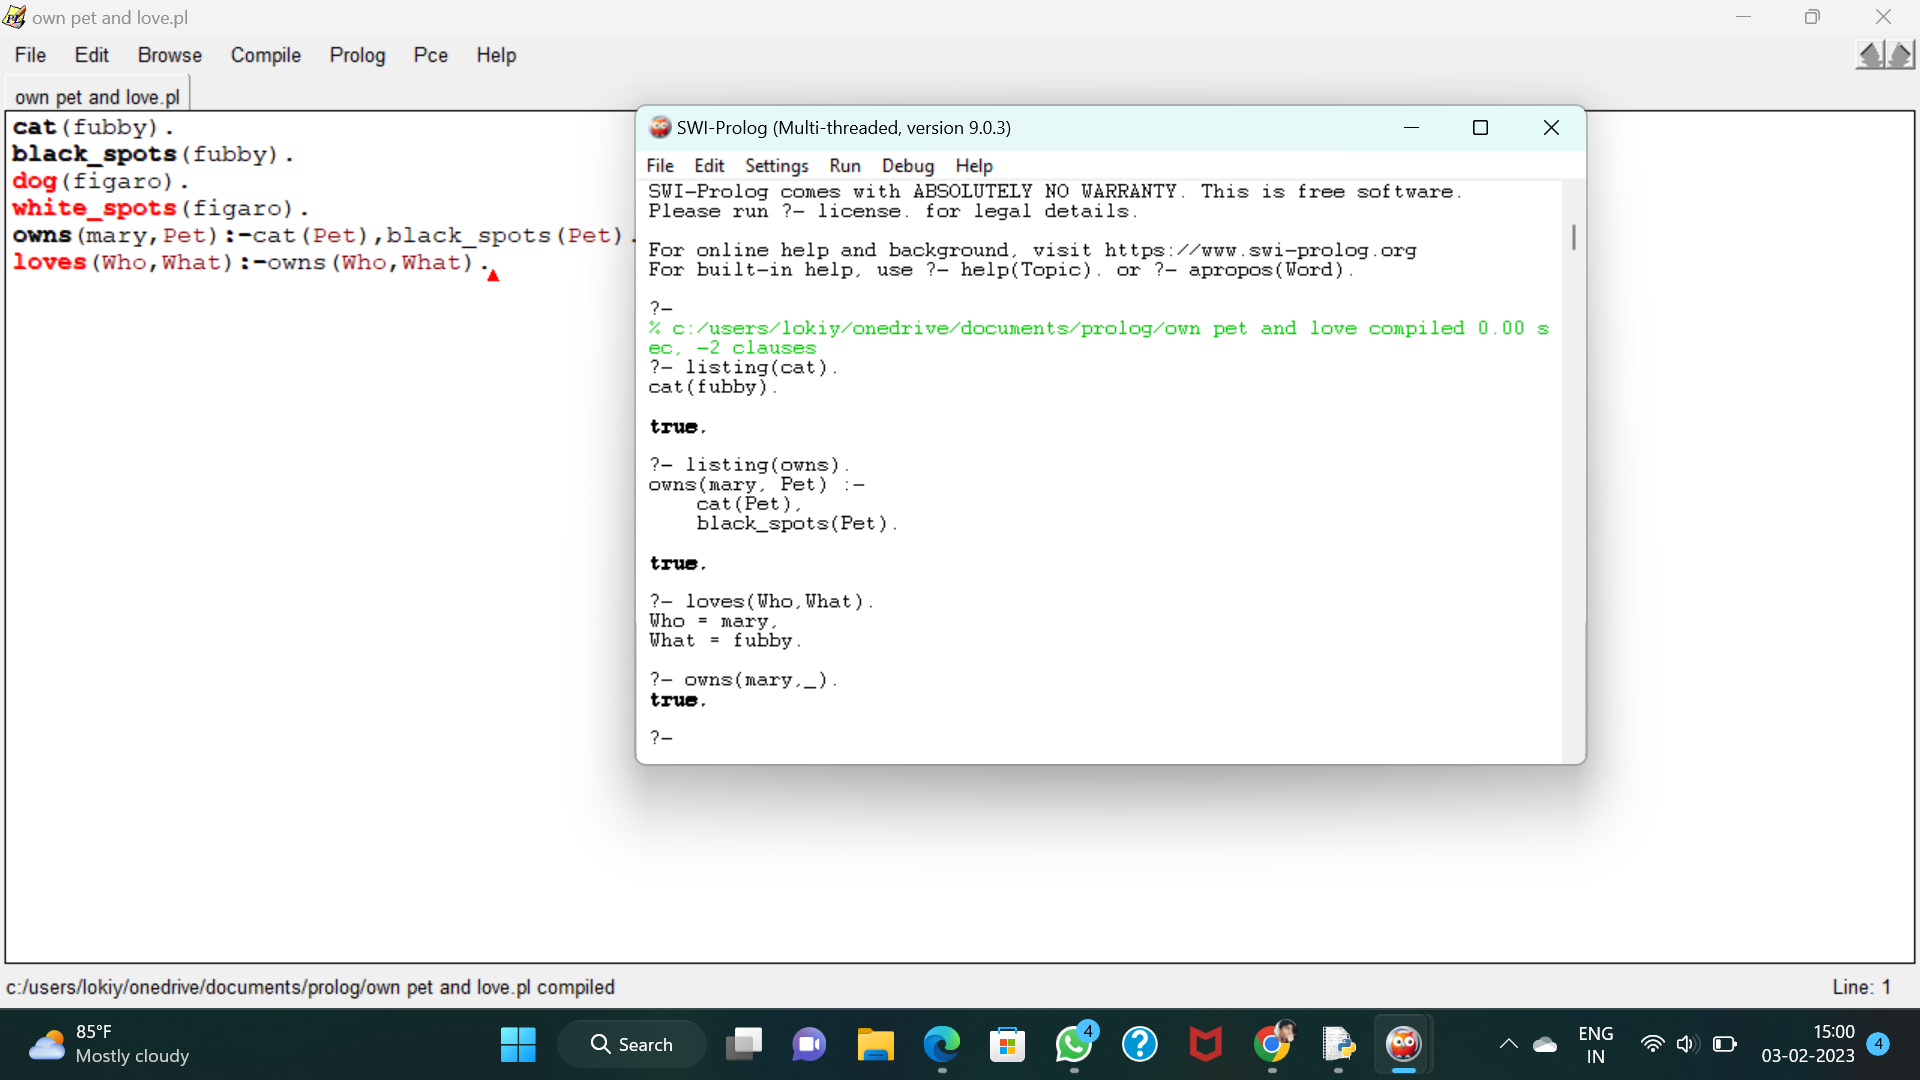 own pet and love.pl
File Edit Browse Compile Prolog Pce Help
own pet and love.pl
cat(fubby).
black_spots(fubby).
dog(figaro).
white_spots(figaro).
owns(mary,Pet):-cat(Pet),black_spots(Pet).
loves(Who,What):-owns(Who,What).
SWI-Prolog (Multi-threaded, version 9.0.3)
File Edit Settings Run Debug Help
SWI-Prolog comes with ABSOLUTELY NO WARRANTY. This is free software.
Please run ?- license. for legal details.
For online help and background, visit https://www.swi-prolog.org
For built-in help, use ?- help(Topic). or ?- apropos(Word).
?-
% c:/users/lokiy/onedrive/documents/prolog/own pet and love compiled 0.00 s
ec, -2 clauses
?- listing(cat).
cat(fubby).
true.
?- listing(owns).
owns(mary, Pet) :-
    cat(Pet),
    black_spots(Pet).
true.
?- loves(Who,What).
Who = mary,
What = fubby.
?- owns(mary,_).
true.
?-
c:/users/lokiy/onedrive/documents/prolog/own pet and love.pl compiled
Line: 1
85°F
Mostly cloudy
Search
4
ENG
IN
15:00
03-02-2023
4